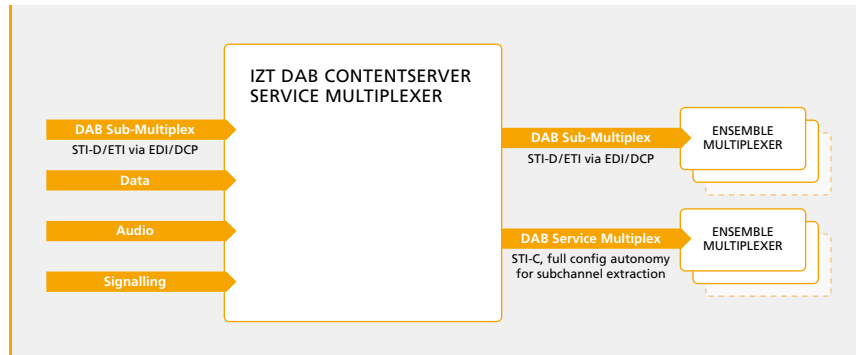 IZT DAB CONTENTSERVER
SERVICE MULTIPLEXER
DAB Sub-Multiplex
STI-D/ETI via EDI/DCP
Data
Audio
Signalling
DAB Sub-Multiplex
STI-D/ETI via EDI/DCP
ENSEMBLE
MULTIPLEXER
DAB Service Multiplex
STI-C, full config autonomy
for subchannel extraction
ENSEMBLE
MULTIPLEXER